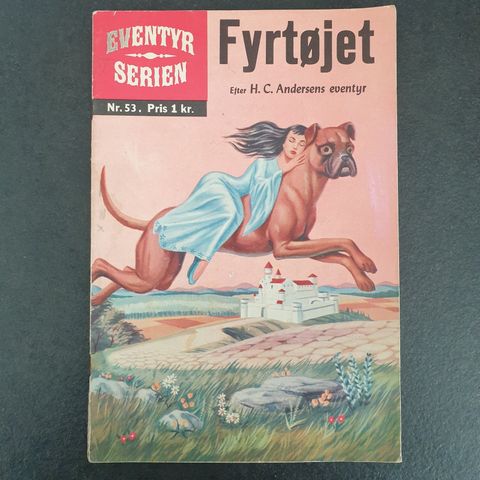 EVENTYR
SERIEN
Nr. 53. Pris 1 kr.
Fyrtøjet
Efter H. C. Andersens eventyr